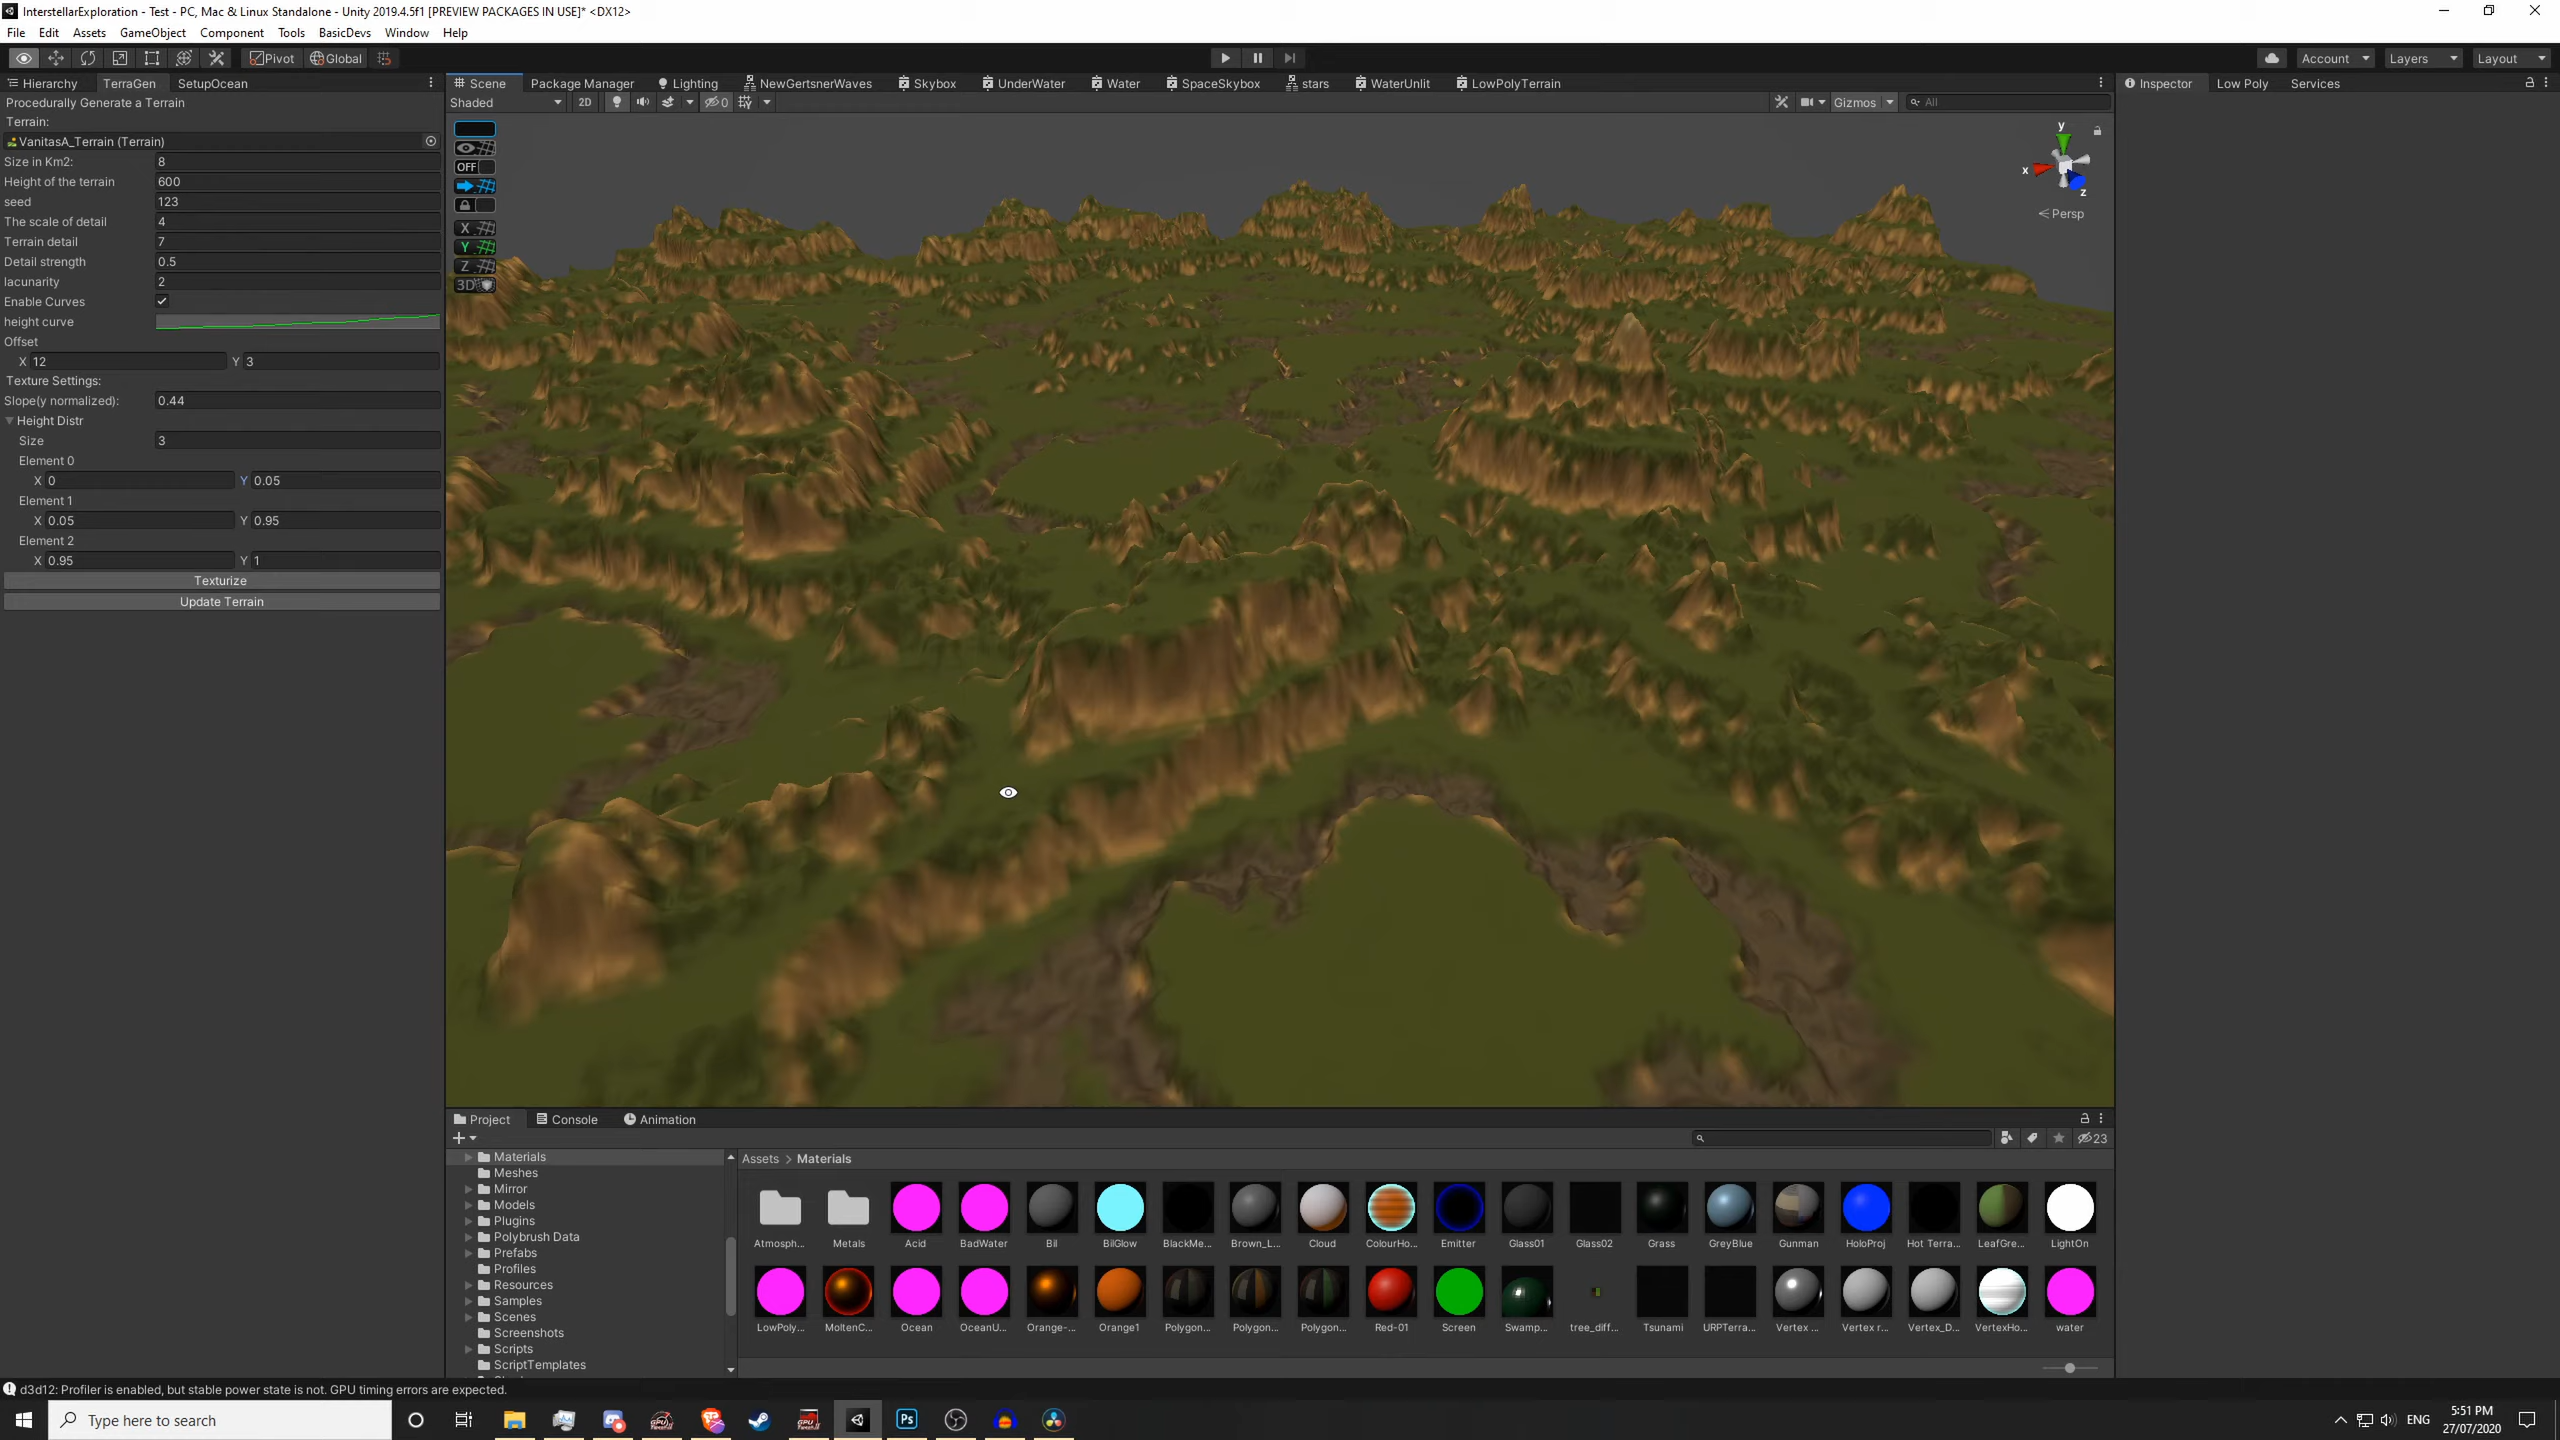 InterstellarExploration - Test - PC, Mac & Linux Standalone - Unity 2019.4.5f1 [PREVIEW PACKAGES IN USE]* <DX12>
File Edit Assets GameObject Component Tools BasicDevs Window Help
Pivot Global Account Layers Layout
Hierarchy TerraGen SetupOcean
Scene Package Manager Lighting NewGertsnerWaves Skybox UnderWater Water SpaceSkybox stars WaterUnlit LowPolyTerrain
Inspector Low Poly Services
Shaded 2D 0 Gizmos All
Procedurally Generate a Terrain
Terrain:
VanitasA_Terrain (Terrain)
Size in Km2: 8
Height of the terrain 600
seed 123
The scale of detail 4
Terrain detail 7
Detail strength 0.5
lacunarity 2
Enable Curves
height curve
Offset
X 12 Y 3
Texture Settings:
Slope(y normalized): 0.44
Height Distr
Size 3
Element 0
X 0 Y 0.05
Element 1
X 0.05 Y 0.95
Element 2
X 0.95 Y 1
Texturize
Update Terrain
OFF
X
Y
Z
3D
y
x
z
Persp
Project Console Animation
23
Materials
Meshes
Mirror
Models
Plugins
Polybrush Data
Prefabs
Profiles
Resources
Samples
Scenes
Screenshots
Scripts
ScriptTemplates
Assets > Materials
Atmosph... Metals Acid BadWater Bil BilGlow BlackMe... Brown_L... Cloud ColourHo... Emitter Glass01 Glass02 Grass GreyBlue Gunman HoloProj Hot Terra... LeafGre... LightOn
LowPoly... MoltenC... Ocean OceanU... Orange-... Orange1 Polygon... Polygon... Polygon... Red-01 Screen Swamp... tree_diff... Tsunami URPTerra... Vertex ... Vertex r... Vertex_D... VertexHo... water
d3d12: Profiler is enabled, but stable power state is not. GPU timing errors are expected.
Type here to search
Ps
ENG
5:51 PM
27/07/2020